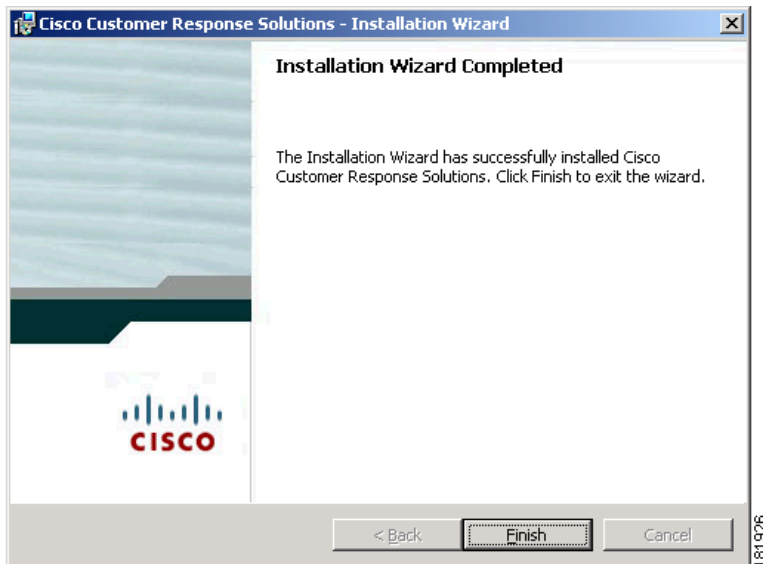 Cisco Customer Response Solutions - Installation Wizard
Installation Wizard Completed
The Installation Wizard has successfully installed Cisco
Customer Response Solutions. Click Finish to exit the wizard.
CISCO
< Back
Finish
Cancel
181926